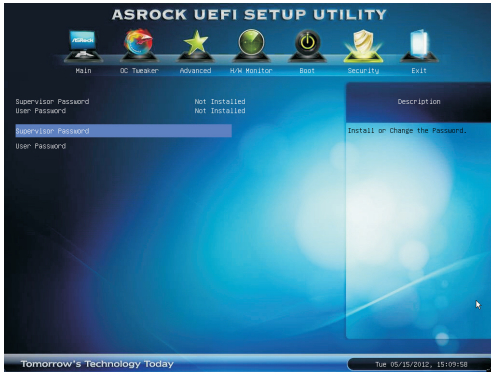 ASROCK UEFI SETUP UTILITY
ASRock
Main OC Tweaker Advanced H/W Monitor Boot Security Exit
Supervisor Password Not Installed
User Password Not Installed
Supervisor Password
User Password
Description
Install or Change the Password.
Tomorrow's Technology Today
Tue 05/15/2012, 15:09:58